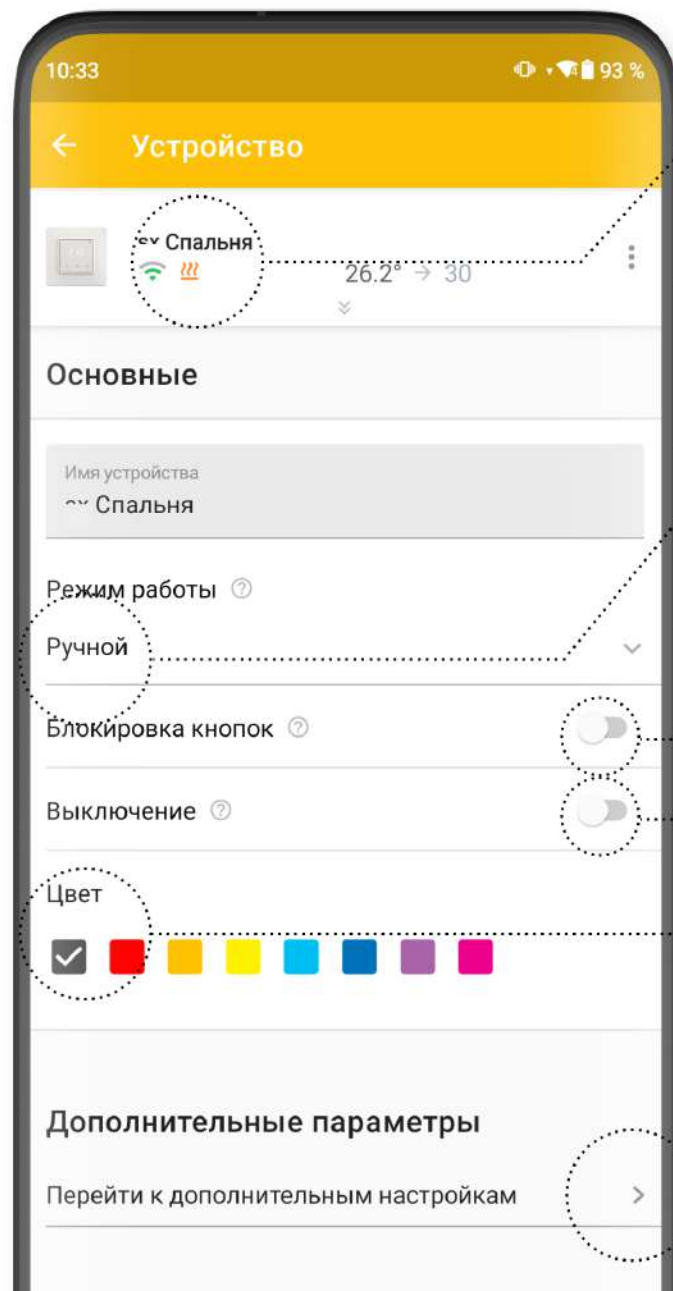 10:33 93 %
Устройство
Спальня
26.2° → 30
Основные
Имя устройства
Спальня
Режим работы ?
Ручной
Блокировка кнопок ?
Выключение ?
Цвет
Дополнительные параметры
Перейти к дополнительным настройкам